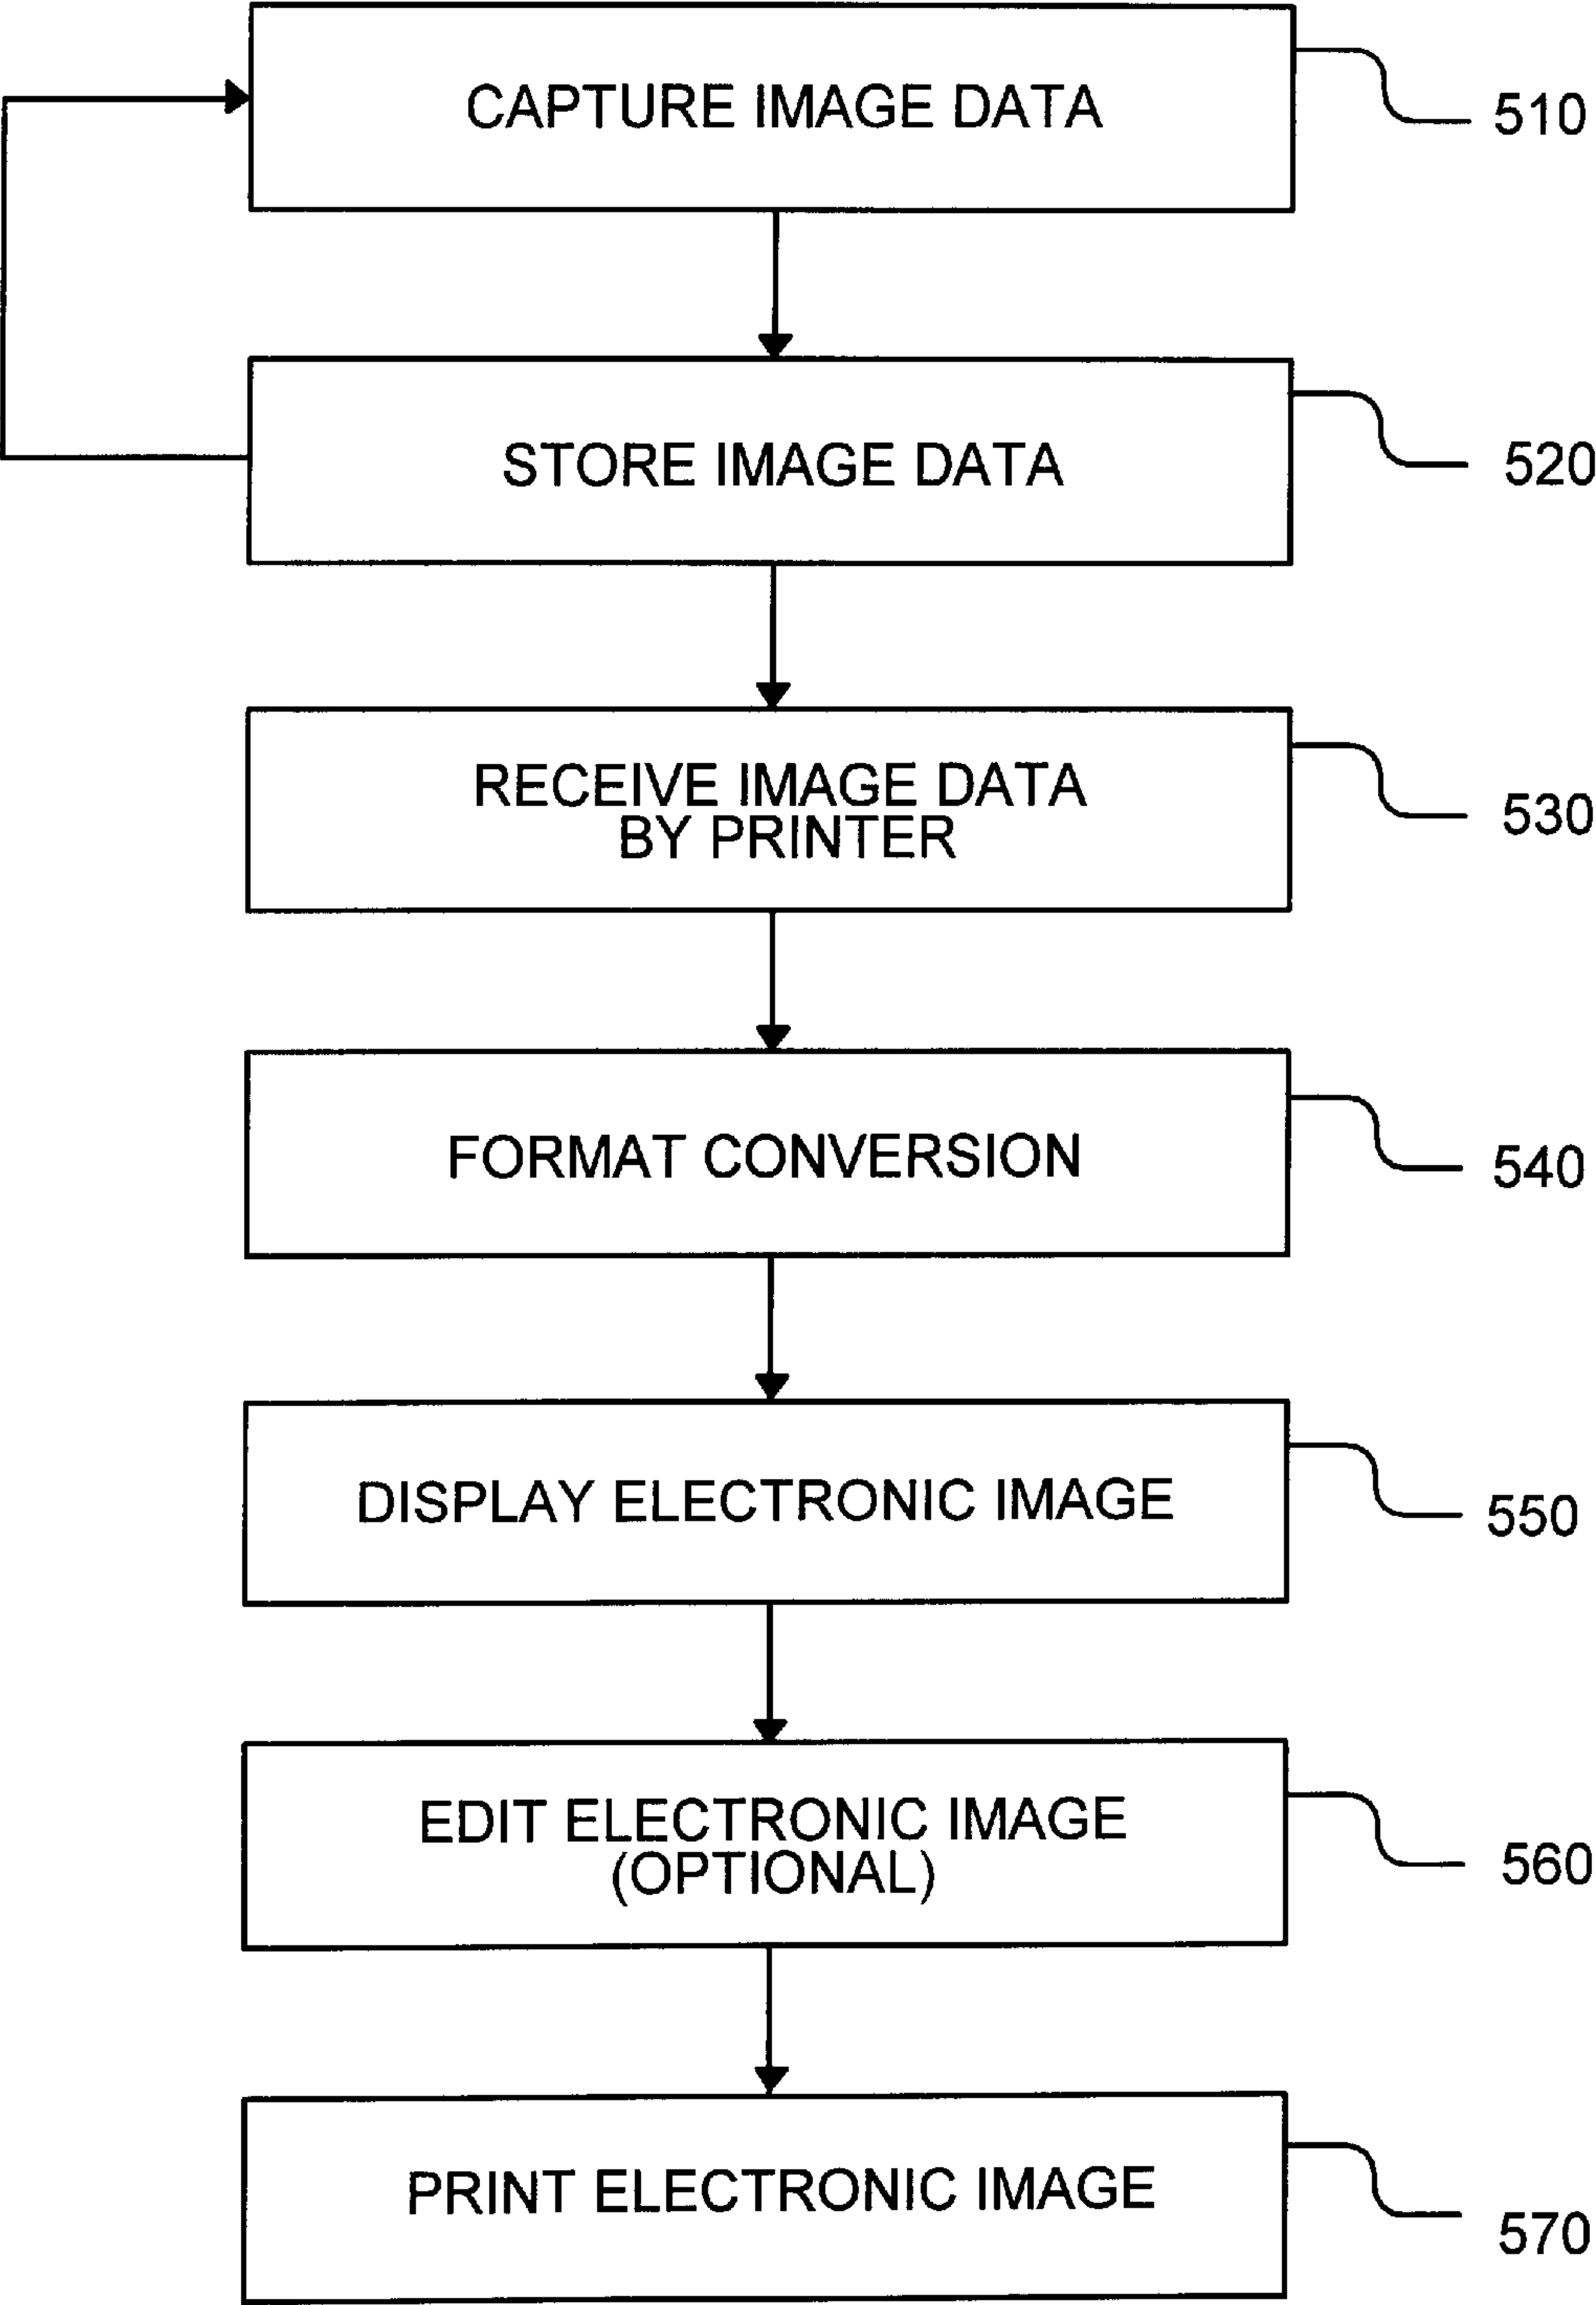 CAPTURE IMAGE DATA
510
STORE IMAGE DATA
520
RECEIVE IMAGE DATA
BY PRINTER
530
FORMAT CONVERSION
540
DISPLAY ELECTRONIC IMAGE
550
EDIT ELECTRONIC IMAGE
(OPTIONAL)
560
PRINT ELECTRONIC IMAGE
570